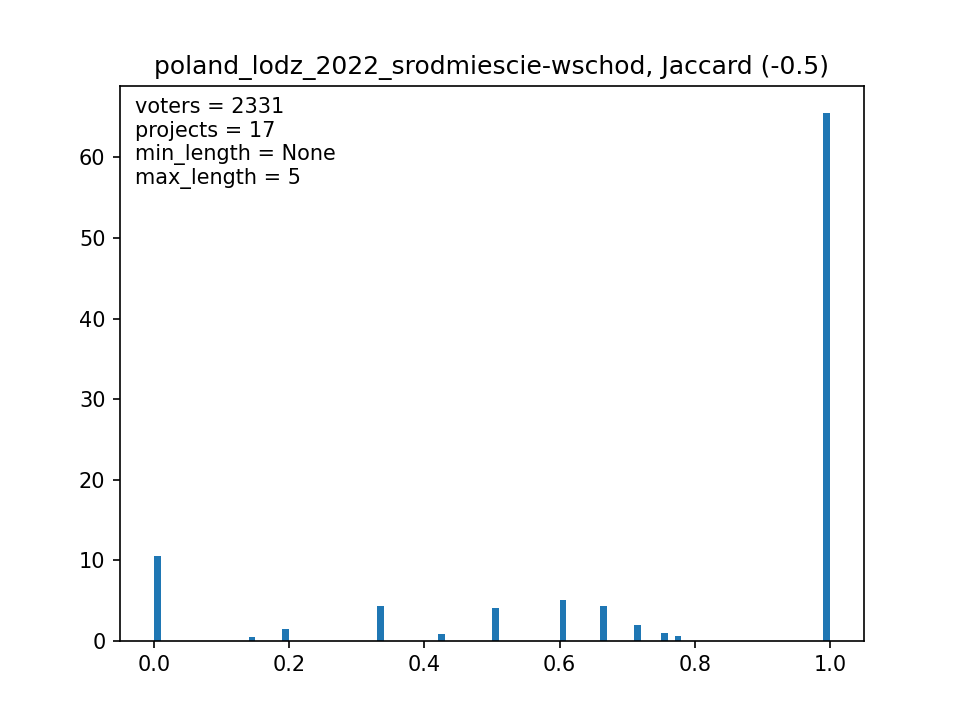 poland_lodz_2022_srodmiescie-wschod, Jaccard (-0.5)
voters = 2331
projects = 17
min_length = None
max_length = 5
60
50
40
30
20
10
0
0.0 0.2 0.4 0.6 0.8 1.0